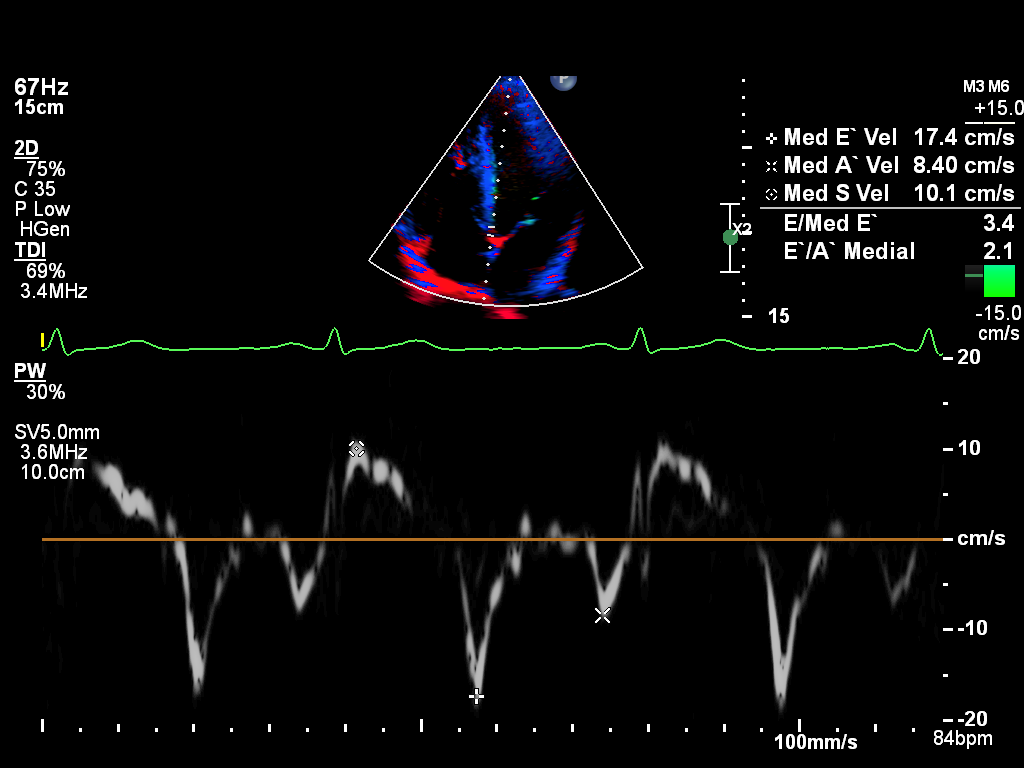 67Hz
15cm
2D
75%
C 35
P Low
HGen
TDI
69%
3.4MHz
P
M3 M6
+15.0
Med E` Vel 17.4 cm/s
Med A` Vel 8.40 cm/s
Med S Vel 10.1 cm/s
E/Med E` 3.4
E`/A` Medial 2.1
X2
15
-15.0
cm/s
PW
30%
SV5.0mm
3.6MHz
10.0cm
20
10
cm/s
-10
-20
100mm/s
84bpm